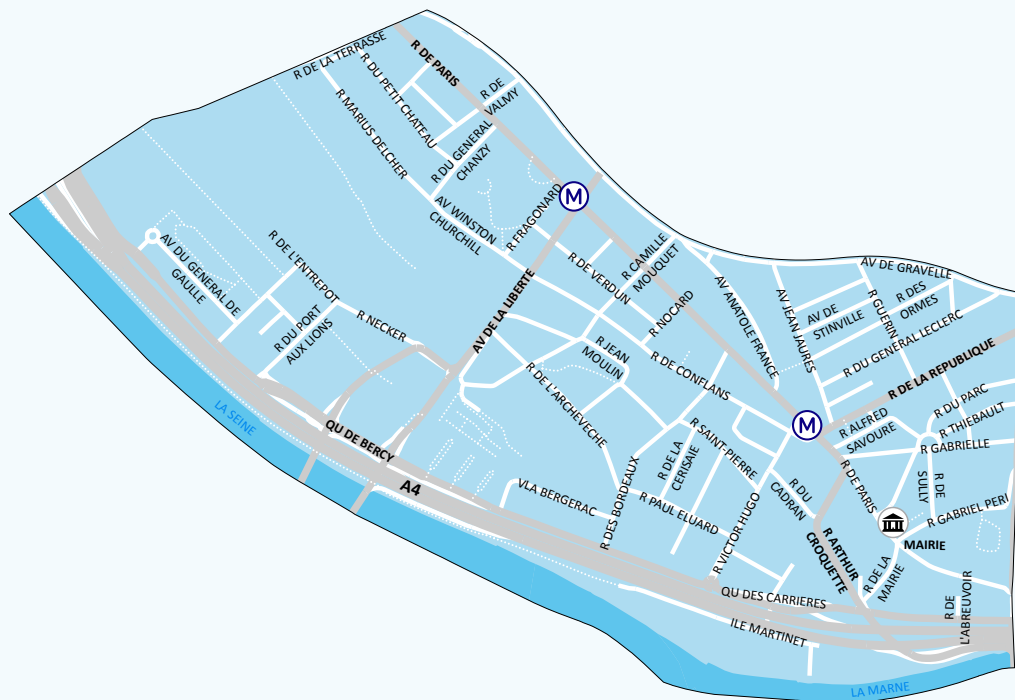 R DE LA TERRASSE
R DE PARIS
R DU PETIT CHATEAU
R DE
VALMY
R MARIUS DELCHER
R DU GENERAL
CHANZY
M
AV WINSTON
CHURCHILL
R FRAGONARD
R DE VERDUN
R CAMILLE
MOUQUET
AV DE GRAVELLE
AV DU GENERAL DE
GAULLE
R DE L'ENTREPOT
R DU PORT
AUX LIONS
R NECKER
AV DE LA LIBERTE
R NOCARD
AV ANATOLE FRANCE
AV JEAN JAURES
AV DE
STINVILLE
R GUERIN
R DES
ORMES
R DU GENERAL LECLERC
R DE LA REPUBLIQUE
R JEAN
MOULIN
R DE CONFLANS
R DE L'ARCHEVECHE
R DU PARC
R THIEBAULT
R GABRIELLE
M
R ALFRED
SAVOURE
LA SEINE
QU DE BERCY
A4
R SAINT-PIERRE
R DE LA
CERISAIE
R DES BORDEAUX
VLA BERGERAC
R PAUL ELUARD
R VICTOR HUGO
R DU
CADRAN
R DE PARIS
R DE
SULLY
R GABRIEL PERI
MAIRIE
R ARTHUR
CROQUETTE
R DE LA
MAIRIE
QU DES CARRIERES
ILE MARTINET
R DE
L'ABREUVOIR
LA MARNE